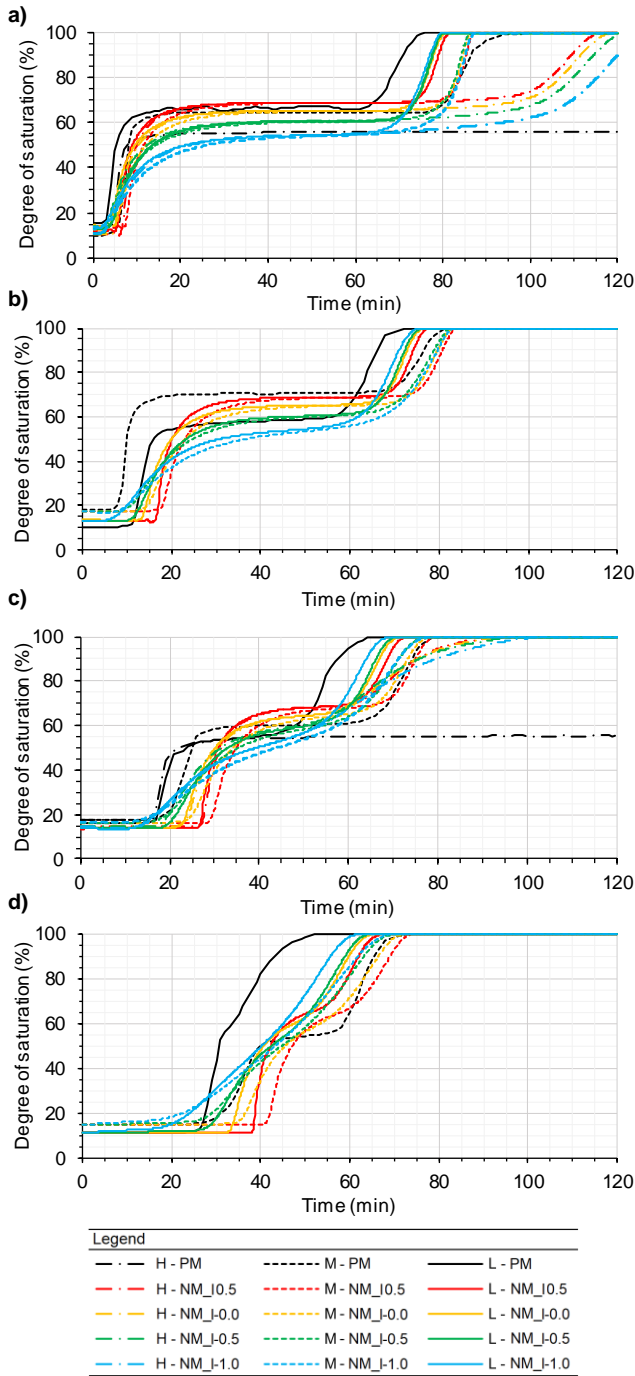 a)
Degree of saturation (%)
100
80
60
40
20
0
0 20 40 60 80 100 120
Time (min)
b)
Degree of saturation (%)
100
80
60
40
20
0
0 20 40 60 80 100 120
Time (min)
c)
Degree of saturation (%)
100
80
60
40
20
0
0 20 40 60 80 100 120
Time (min)
d)
Degree of saturation (%)
100
80
60
40
20
0
0 20 40 60 80 100 120
Time (min)
Legend
H - PM M - PM L - PM
H - NM_I0.5 M - NM_I0.5 L - NM_I0.5
H - NM_I-0.0 M - NM_I-0.0 L - NM_I-0.0
H - NM_I-0.5 M - NM_I-0.5 L - NM_I-0.5
H - NM_I-1.0 M - NM_I-1.0 L - NM_I-1.0